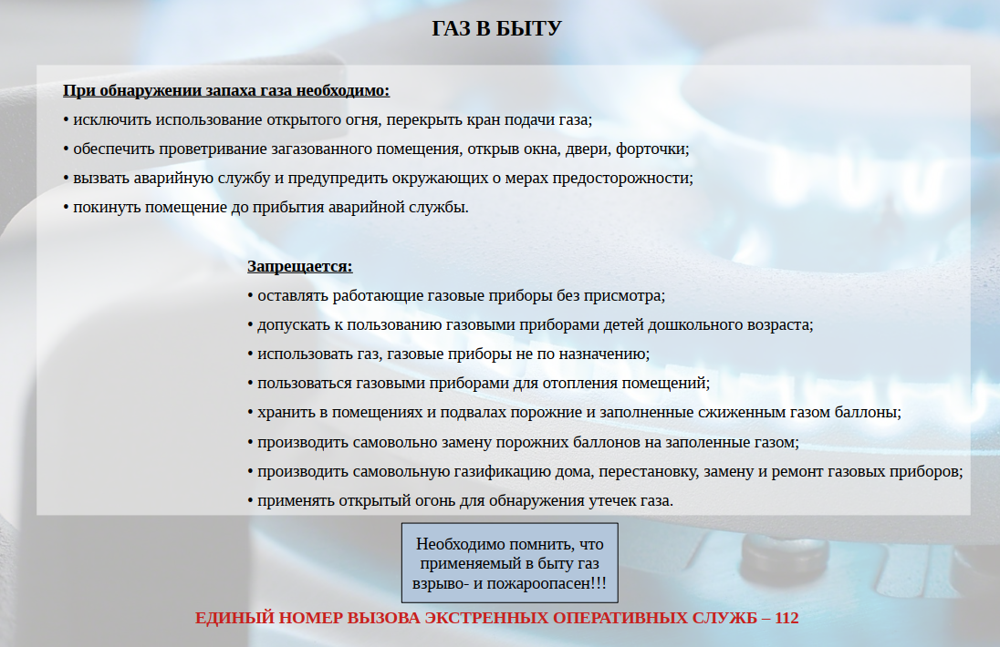 ГАЗ В БЫТУ
При обнаружении запаха газа необходимо:
• исключить использование открытого огня, перекрыть кран подачи газа;
• обеспечить проветривание загазованного помещения, открыв окна, двери, форточки;
• вызвать аварийную службу и предупредить окружающих о мерах предосторожности;
• покинуть помещение до прибытия аварийной службы.
Запрещается:
• оставлять работающие газовые приборы без присмотра;
• допускать к пользованию газовыми приборами детей дошкольного возраста;
• использовать газ, газовые приборы не по назначению;
• пользоваться газовыми приборами для отопления помещений;
• хранить в помещениях и подвалах порожние и заполненные сжиженным газом баллоны;
• производить самовольно замену порожних баллонов на заполенные газом;
• производить самовольную газификацию дома, перестановку, замену и ремонт газовых приборов;
• применять открытый огонь для обнаружения утечек газа.
Необходимо помнить, что
применяемый в быту газ
взрыво- и пожароопасен!!!
ЕДИНЫЙ НОМЕР ВЫЗОВА ЭКСТРЕННЫХ ОПЕРАТИВНЫХ СЛУЖБ – 112